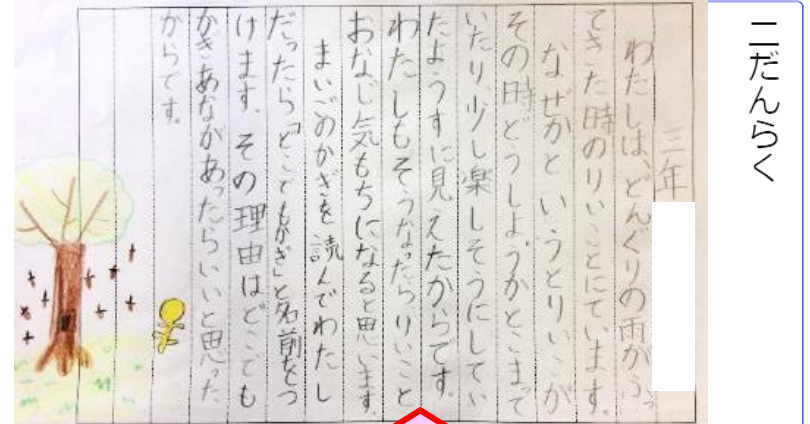 二だんらく
三年
わたしは、どんぐりの雨がふっ
てきた時のりいことにています。
なぜかというとりいこが
その時どうしようかとこまって
いたり、少し楽しそうにしてい
たようすに見えたからです。
わたしもそうなったらりいこと
おなじ気もちになると思います。
まいごのかぎを読んでわたし
だったら「どこでもかぎ」と名前をつ
けます。その理由はどこでも
かぎあながあったらいいと思った
からです。